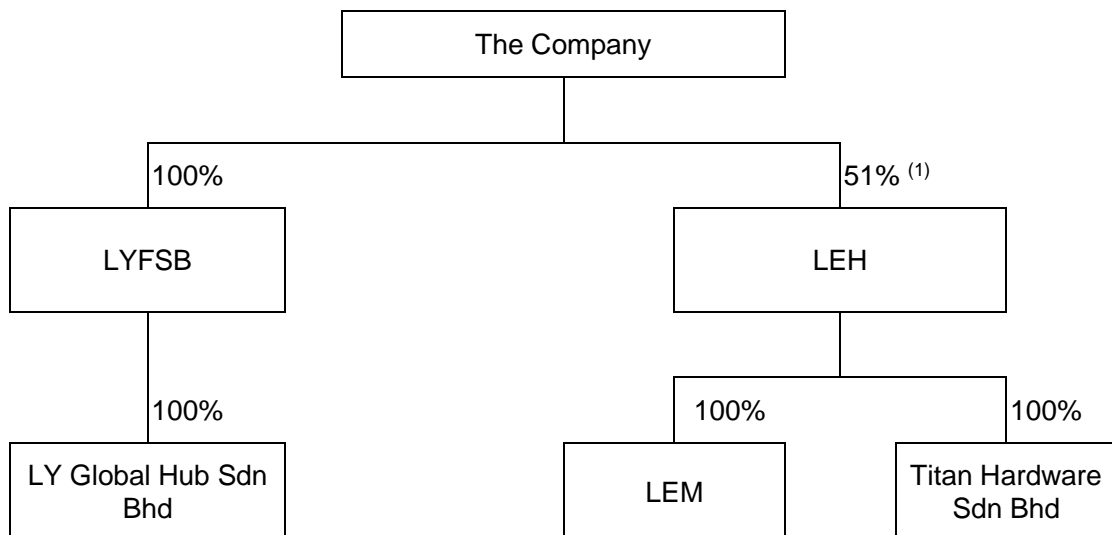 The Company
100%
51% (1)
LYFSB
LEH
100%
100%
100%
LY Global Hub Sdn
Bhd
LEM
Titan Hardware
Sdn Bhd